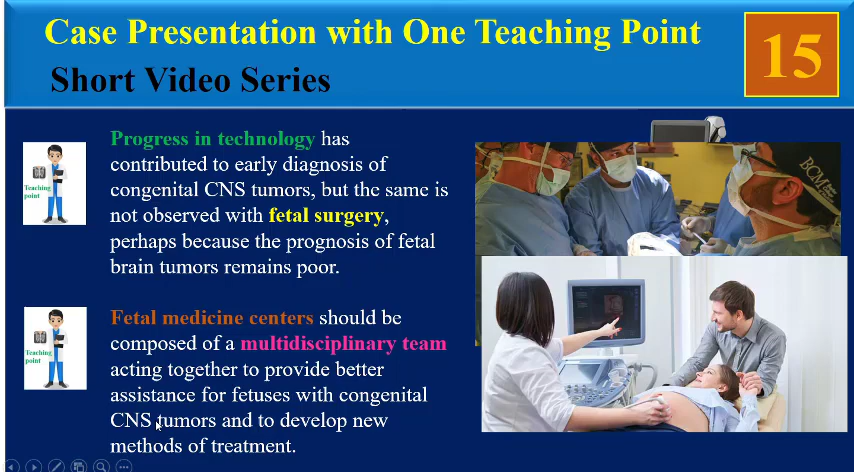 Case Presentation with One Teaching Point
Short Video Series
15
Progress in technology has
contributed to early diagnosis of
congenital CNS tumors, but the same is
not observed with fetal surgery,
perhaps because the prognosis of fetal
brain tumors remains poor.
Teaching
point
Fetal medicine centers should be
composed of a multidisciplinary team
acting together to provide better
assistance for fetuses with congenital
CNS tumors and to develop new
methods of treatment.
Teaching
point
BCM